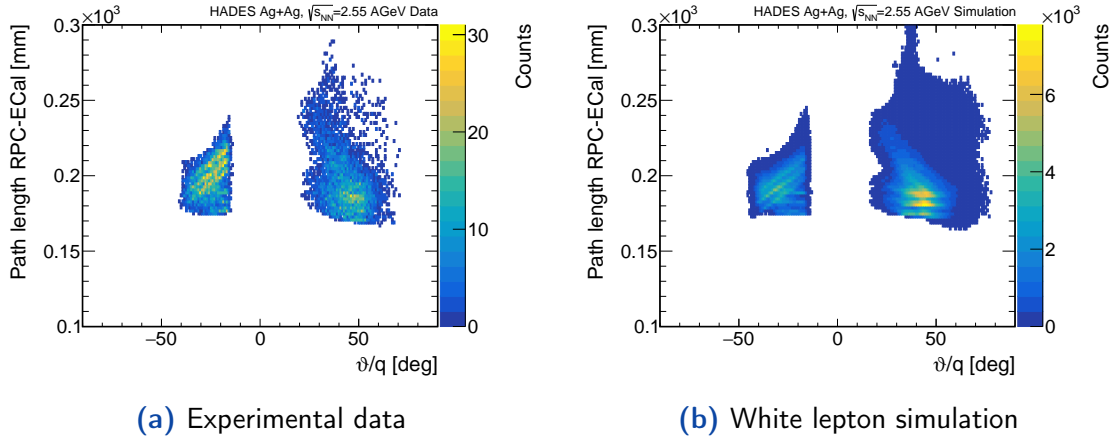 HADES Ag+Ag, √s_NN=2.55 AGeV Data
×10³
0.3
0.25
0.2
0.15
0.1
−50
0
50
ϑ/q [deg]
Path length RPC-ECal [mm]
30
20
10
0
Counts
(a) Experimental data
HADES Ag+Ag, √s_NN=2.55 AGeV Simulation
×10³
0.3
0.25
0.2
0.15
0.1
−50
0
50
ϑ/q [deg]
Path length RPC-ECal [mm]
×10³
6
4
2
0
Counts
(b) White lepton simulation